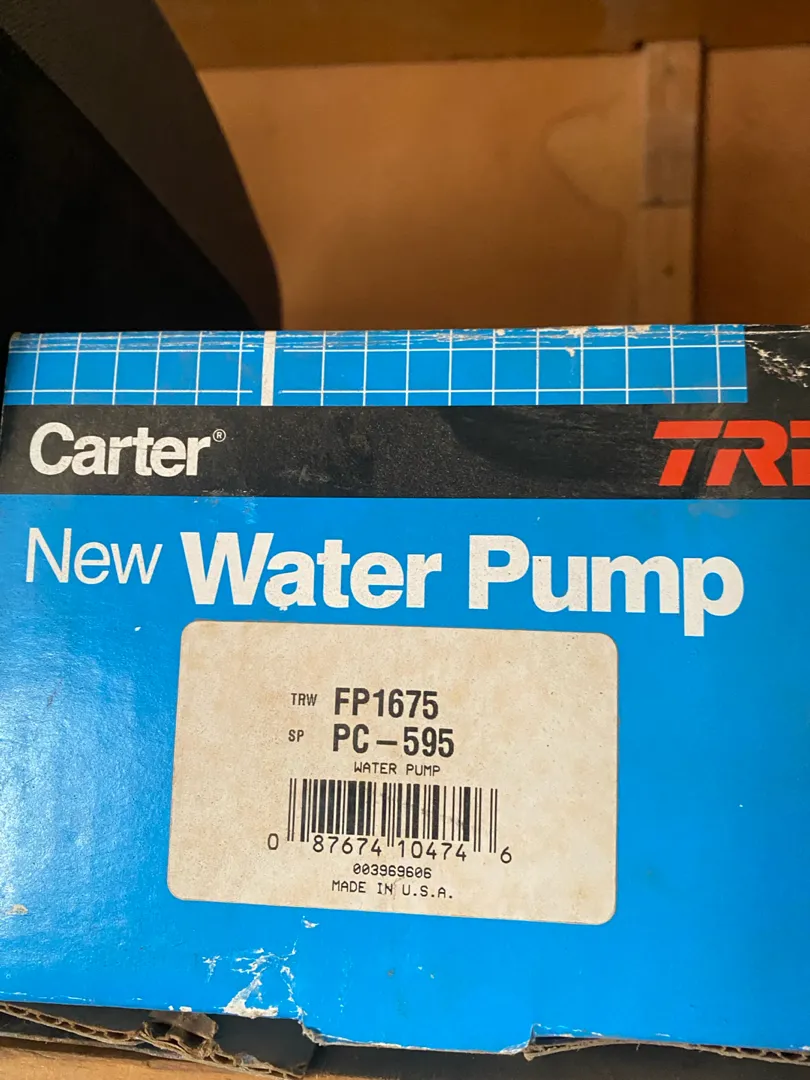 Carter®
New Water Pump
TRW FP1675
SP PC-595
WATER PUMP
0 87674 10474 6
003969606
MADE IN U.S.A.